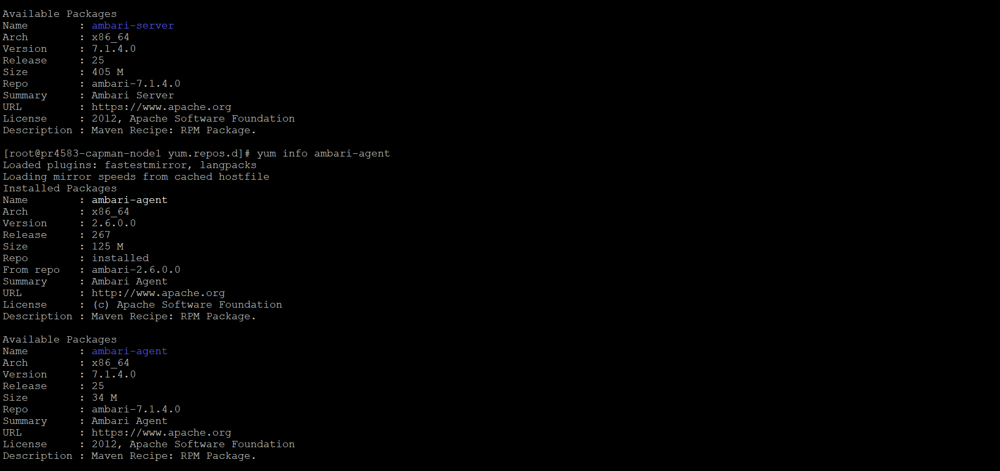 Available Packages
Name        : ambari-server
Arch        : x86_64
Version     : 7.1.4.0
Release     : 25
Size        : 405 M
Repo        : ambari-7.1.4.0
Summary     : Ambari Server
URL         : https://www.apache.org
License     : 2012, Apache Software Foundation
Description : Maven Recipe: RPM Package.
[root@pr4583-capman-node1 yum.repos.d]# yum info ambari-agent
Loaded plugins: fastestmirror, langpacks
Loading mirror speeds from cached hostfile
Installed Packages
Name        : ambari-agent
Arch        : x86_64
Version     : 2.6.0.0
Release     : 267
Size        : 125 M
Repo        : installed
From repo   : ambari-2.6.0.0
Summary     : Ambari Agent
URL         : http://www.apache.org
License     : (c) Apache Software Foundation
Description : Maven Recipe: RPM Package.
Available Packages
Name        : ambari-agent
Arch        : x86_64
Version     : 7.1.4.0
Release     : 25
Size        : 34 M
Repo        : ambari-7.1.4.0
Summary     : Ambari Agent
URL         : https://www.apache.org
License     : 2012, Apache Software Foundation
Description : Maven Recipe: RPM Package.